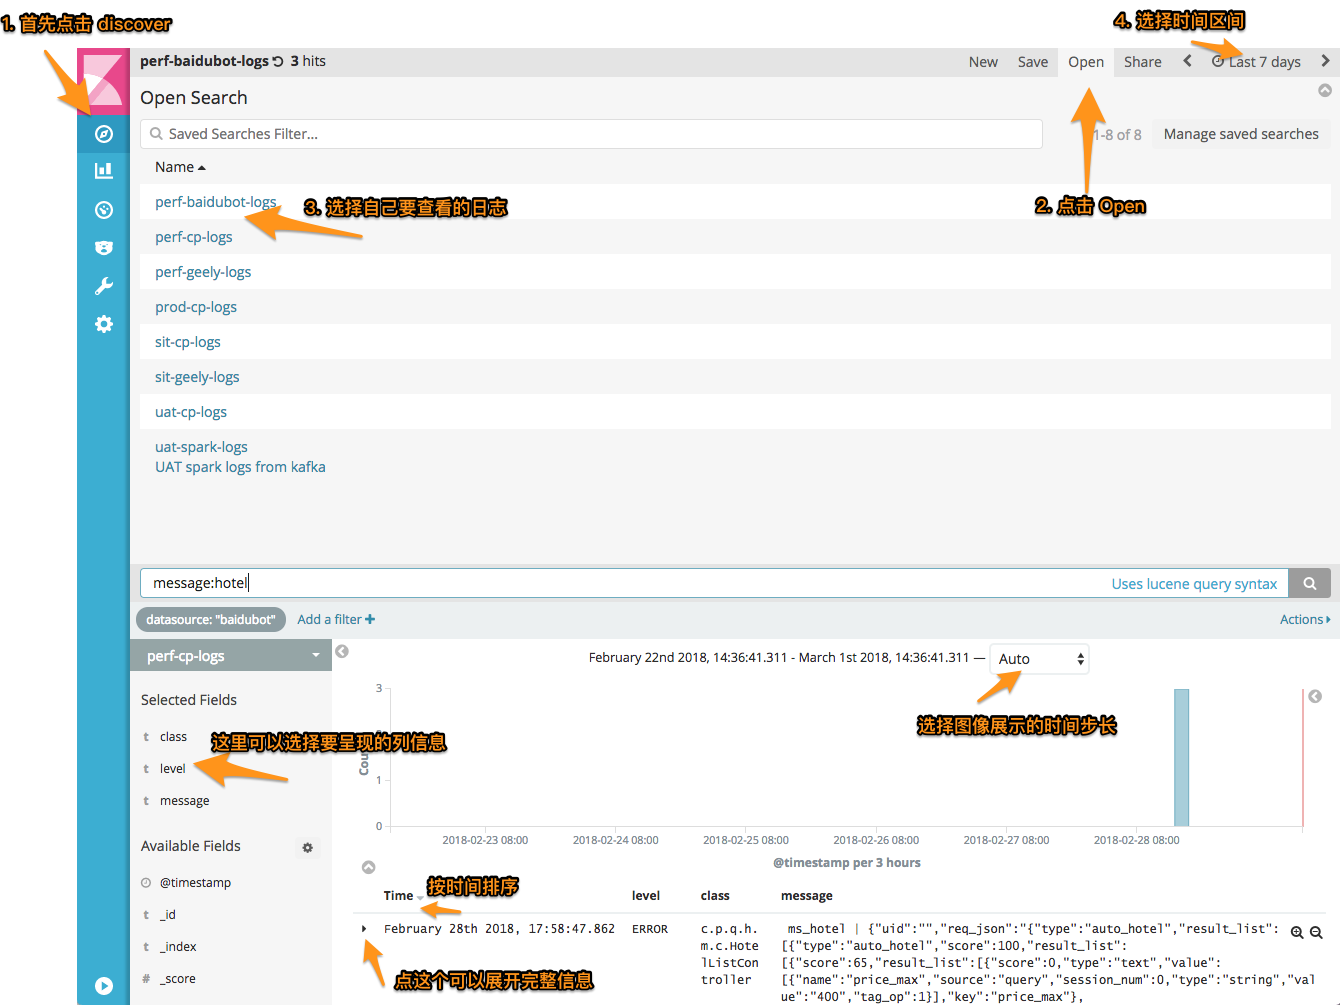 1. 首先点击 discover
4. 选择时间区间
perf-baidubot-logs 3 hits
New Save Open Share Last 7 days
Open Search
Saved Searches Filter...
1-8 of 8 Manage saved searches
Name
perf-baidubot-logs
3. 选择自己要查看的日志
2. 点击 Open
perf-cp-logs
perf-geely-logs
prod-cp-logs
sit-cp-logs
sit-geely-logs
uat-cp-logs
uat-spark-logs
UAT spark logs from kafka
message:hotel
Uses lucene query syntax
datasource: "baidubot" Add a filter
Actions
perf-cp-logs
February 22nd 2018, 14:36:41.311 - March 1st 2018, 14:36:41.311 — Auto
选择图像展示的时间步长
Selected Fields
t class
这里可以选择要呈现的列信息
t level
t message
Available Fields
@timestamp
t _id
t _index
# _score
3
1
0
2018-02-23 08:00 2018-02-24 08:00 2018-02-25 08:00 2018-02-26 08:00 2018-02-27 08:00 2018-02-28 08:00
@timestamp per 3 hours
按时间排序
Time level class message
February 28th 2018, 17:58:47.862 ERROR
c.p.q.h.
m.c.Hote
lListCon
troller
ms_hotel | {"uid":"","req_json":"{"type":"auto_hotel","result_list":
[{"type":"auto_hotel","score":100,"result_list":
[{"score":65,"result_list":[{"score":0,"type":"text","value":
[{"name":"price_max","source":"query","session_num":0,"type":"string","val
ue":"400","tag_op":1}],"key":"price_max"},
点这个可以展开完整信息